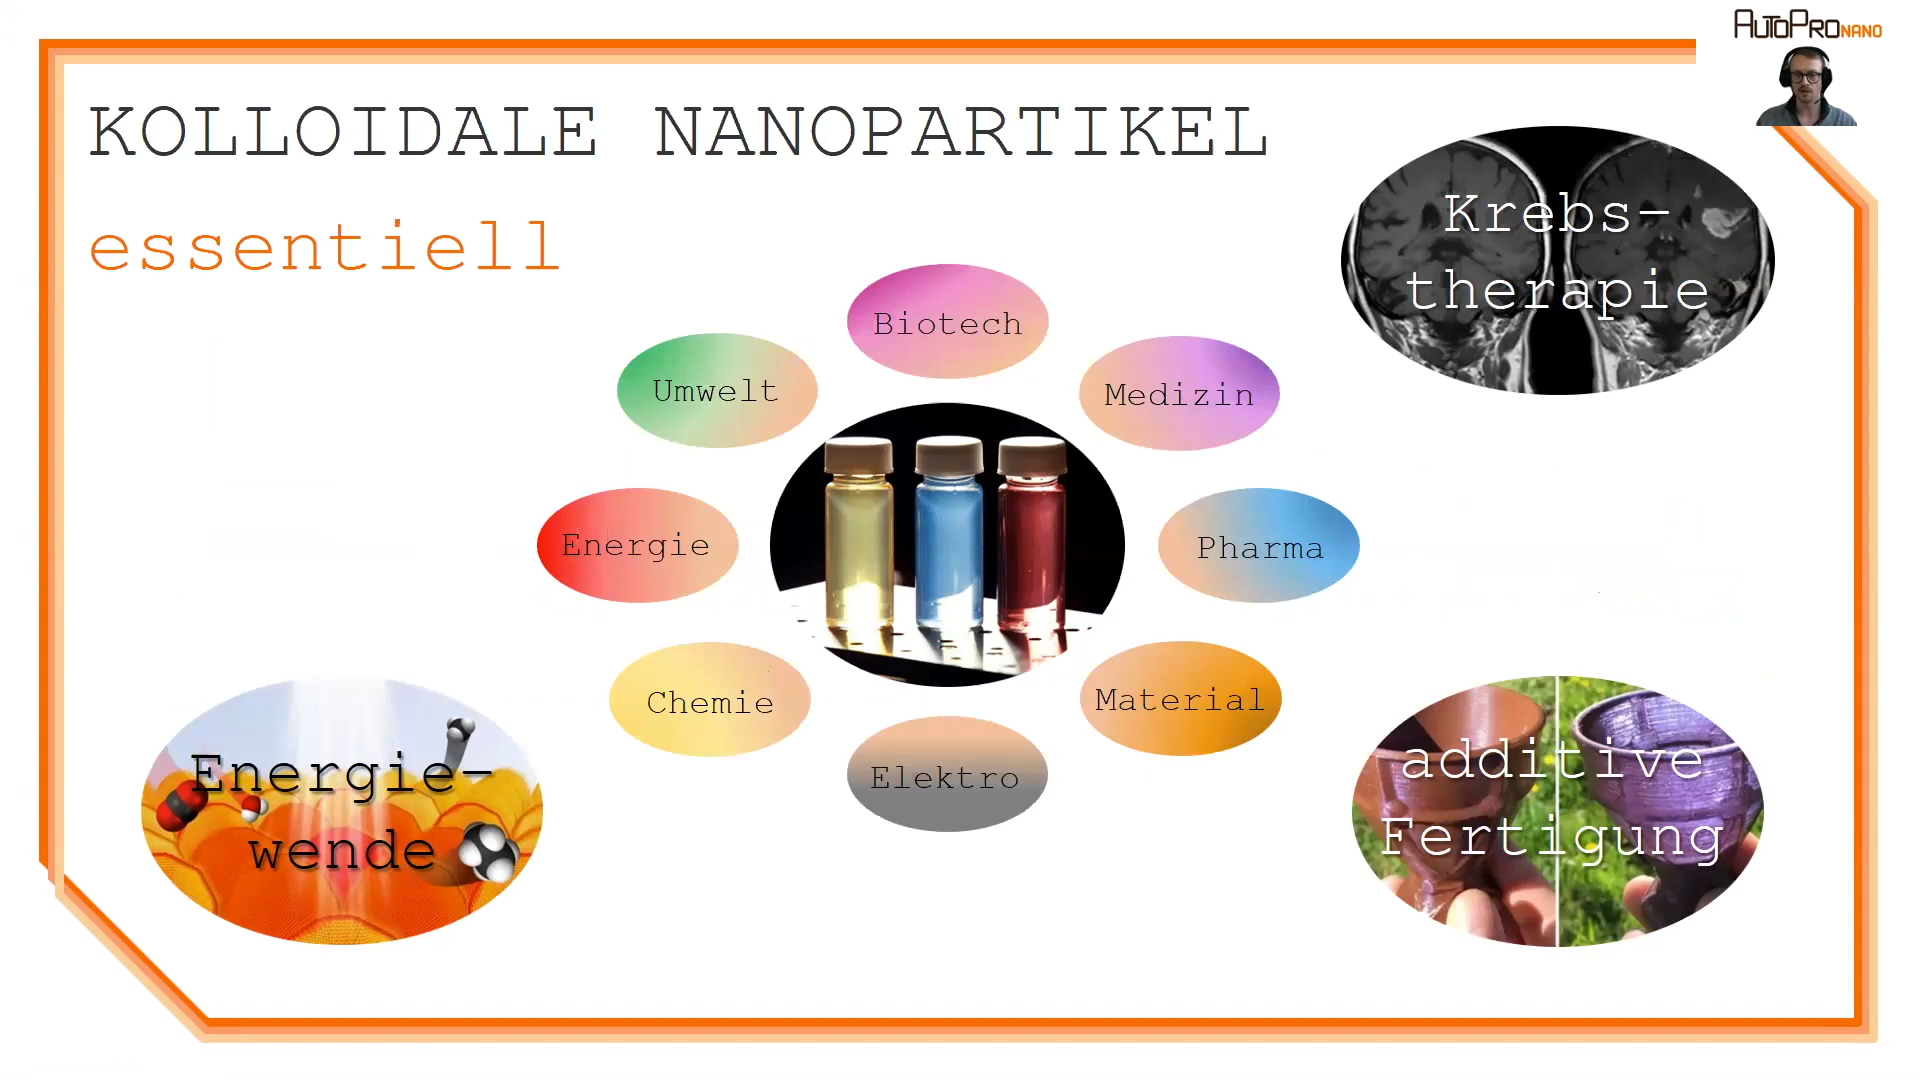 AUTOPRONANO
KOLLOIDALE NANOPARTIKEL
essentiell
Krebs-
therapie
Biotech
Umwelt
Medizin
Energie
Pharma
Chemie
Material
Elektro
Energie-
wende
additive
Fertigung